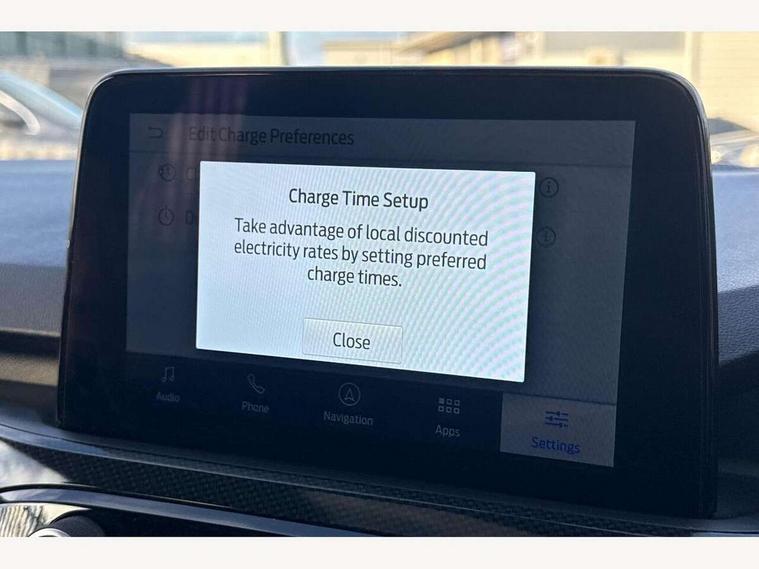 Edit Charge Preferences
Charge Time Setup
Take advantage of local discounted
electricity rates by setting preferred
charge times.
Close
Audio
Phone
Navigation
Apps
Settings